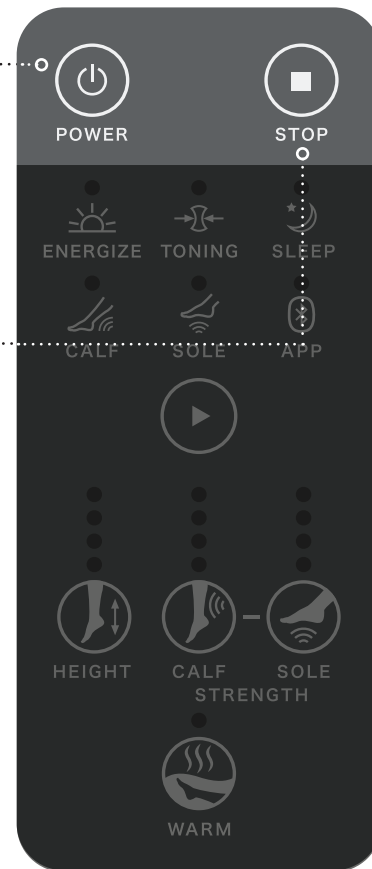 POWER STOP
ENERGIZE TONING SLEEP
CALF SOLE APP
HEIGHT CALF SOLE
STRENGTH
WARM